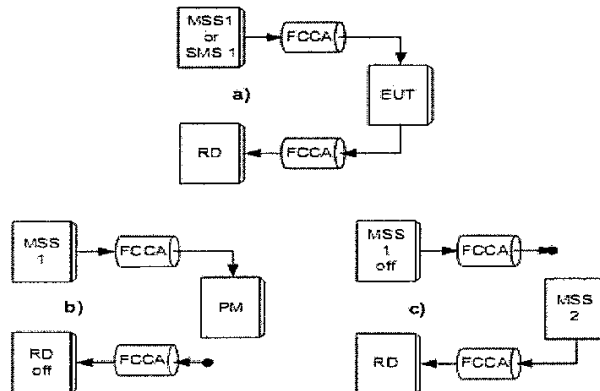 MSS1
or
SMS 1
FCCA
a)
EUT
RD
FCCA
MSS
1
FCCA
b)
PM
RD
off
FCCA
MSS
1
off
FCCA
c)
MSS
2
RD
FCCA